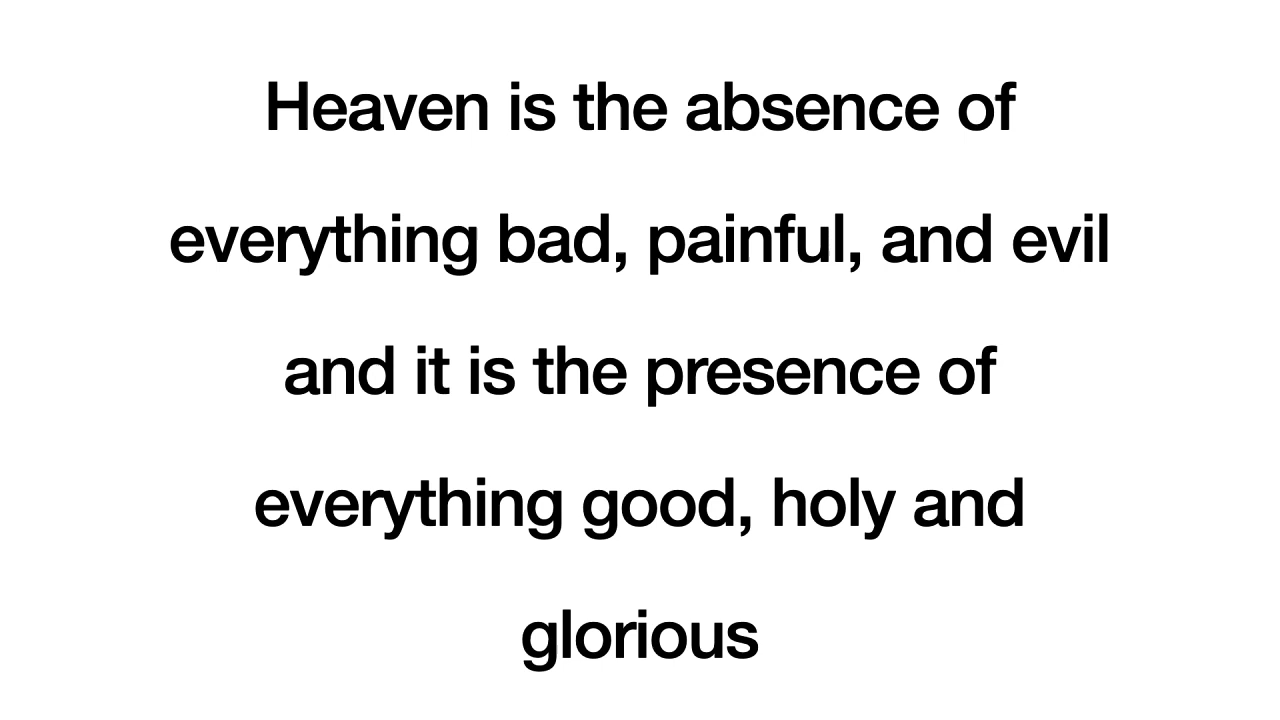 Heaven is the absence of
everything bad, painful, and evil
and it is the presence of
everything good, holy and
glorious